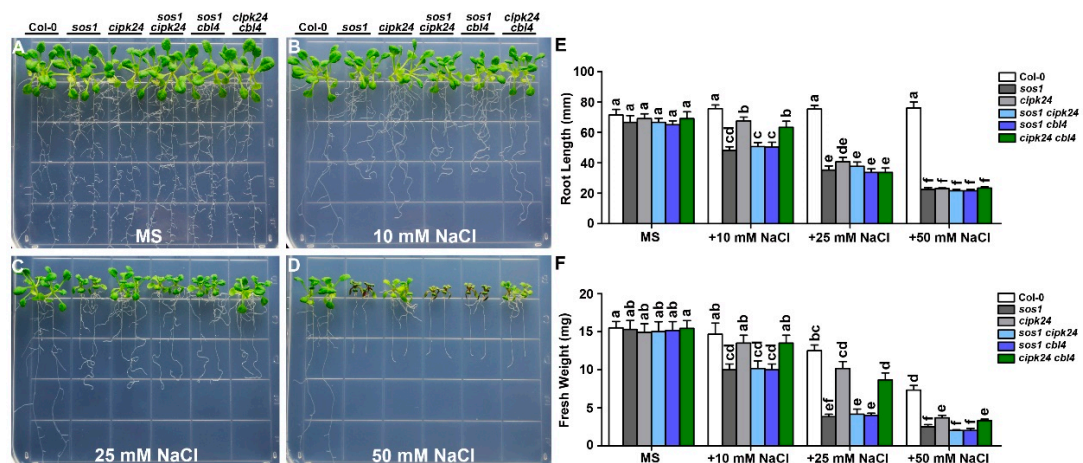 Col-0 sos1 cipk24 sos1 cipk24 sos1 cbl4 cipk24 cbl4
Col-0 sos1 cipk24 sos1 cipk24 sos1 cbl4 cipk24 cbl4
A
MS
B
10 mM NaCl
C
25 mM NaCl
D
50 mM NaCl
E
Root Length (mm)
100
80
60
40
20
0
a a a a a a
a cd b c c b
a e de e e e
a f f f f f
MS +10 mM NaCl +25 mM NaCl +50 mM NaCl
Col-0
sos1
cipk24
sos1 cipk24
sos1 cbl4
cipk24 cbl4
F
Fresh Weight (mg)
20
15
10
5
0
a ab ab ab ab a
ab cd ab cd cd ab
bc ef cd e e d
d f e f f e
MS +10 mM NaCl +25 mM NaCl +50 mM NaCl
Col-0
sos1
cipk24
sos1 cipk24
sos1 cbl4
cipk24 cbl4